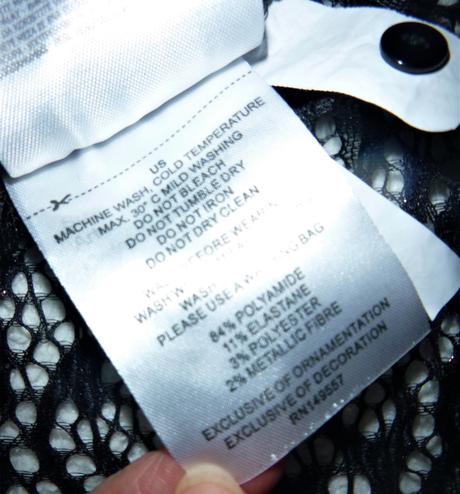 US
MACHINE WASH, COLD TEMPERATURE
MAX. 30° C MILD WASHING
DO NOT BLEACH
DO NOT TUMBLE DRY
DO NOT IRON
DO NOT DRY CLEAN
BEFORE
WASH
WASH
PLEASE USE A WASHING BAG
84% POLYAMIDE
11% ELASTANE
3% POLYESTER
2% METALLIC FIBRE
EXCLUSIVE OF ORNAMENTATION
EXCLUSIVE OF DECORATION
RN149557